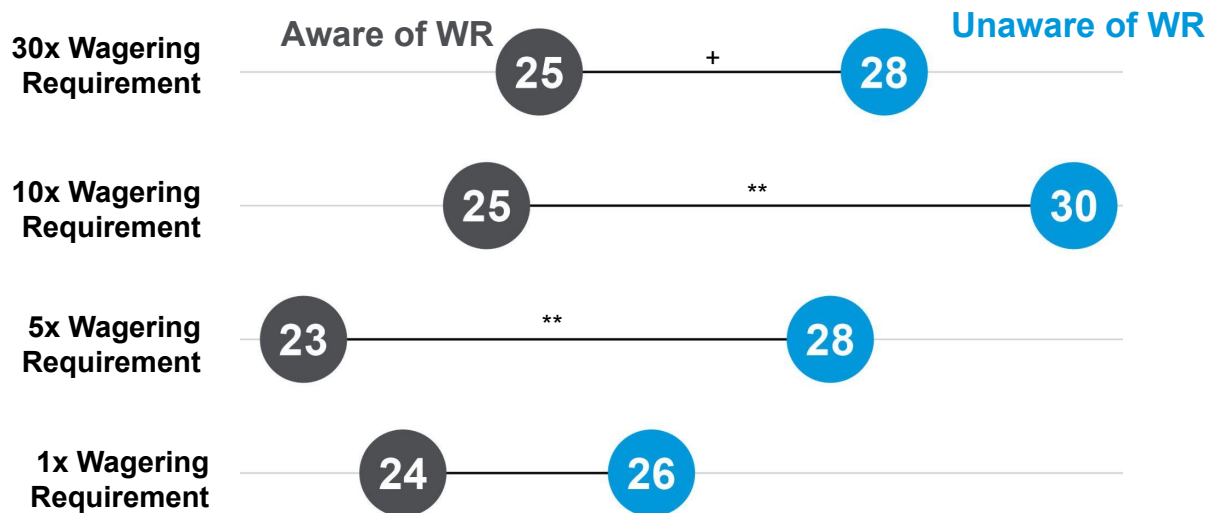 Aware of WR
Unaware of WR
30x Wagering
Requirement
25
+
28
10x Wagering
Requirement
25
**
30
5x Wagering
Requirement
23
**
28
1x Wagering
Requirement
24
26